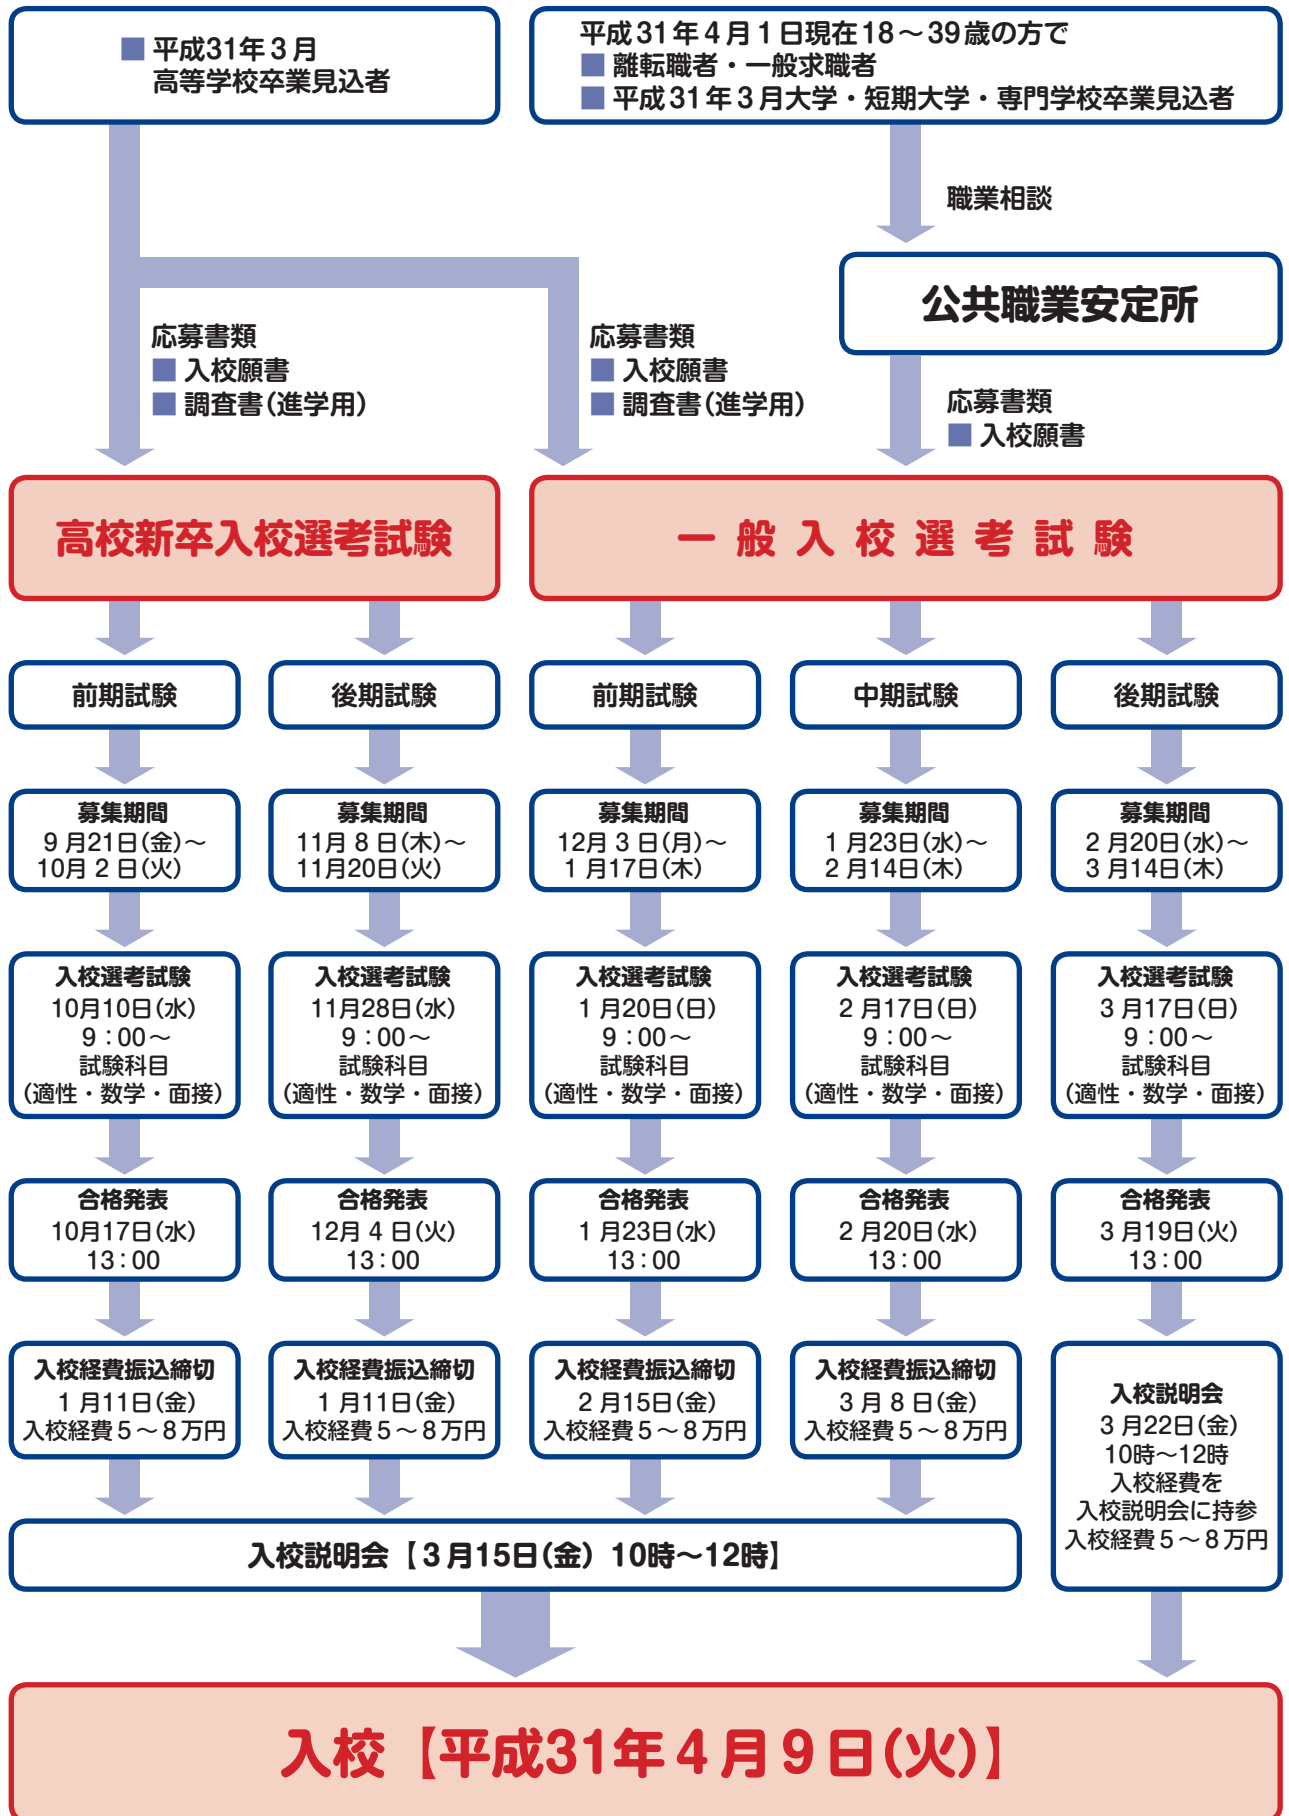 ■ 平成31年３月
高等学校卒業見込者
平成31年４月１日現在18～39歳の方で
■ 離転職者・一般求職者
■ 平成31年３月大学・短期大学・専門学校卒業見込者
職業相談
公共職業安定所
応募書類
■ 入校願書
■ 調査書(進学用)
応募書類
■ 入校願書
■ 調査書(進学用)
応募書類
■ 入校願書
高校新卒入校選考試験
一般入校選考試験
前期試験
後期試験
前期試験
中期試験
後期試験
募集期間
９月21日(金)～
10月２日(火)
募集期間
11月８日(木)～
11月20日(火)
募集期間
12月３日(月)～
１月17日(木)
募集期間
１月23日(水)～
２月14日(木)
募集期間
２月20日(水)～
３月14日(木)
入校選考試験
10月10日(水)
９：00～
試験科目
(適性・数学・面接)
入校選考試験
11月28日(水)
９：00～
試験科目
(適性・数学・面接)
入校選考試験
１月20日(日)
９：00～
試験科目
(適性・数学・面接)
入校選考試験
２月17日(日)
９：00～
試験科目
(適性・数学・面接)
入校選考試験
３月17日(日)
９：00～
試験科目
(適性・数学・面接)
合格発表
10月17日(水)
13：00
合格発表
12月４日(火)
13：00
合格発表
１月23日(水)
13：00
合格発表
２月20日(水)
13：00
合格発表
３月19日(火)
13：00
入校経費振込締切
１月11日(金)
入校経費５～８万円
入校経費振込締切
１月11日(金)
入校経費５～８万円
入校経費振込締切
２月15日(金)
入校経費５～８万円
入校経費振込締切
３月８日(金)
入校経費５～８万円
入校説明会
３月22日(金)
10時～12時
入校経費を
入校説明会に持参
入校経費５～８万円
入校説明会【３月15日(金) 10時～12時】
入校【平成31年４月９日(火)】